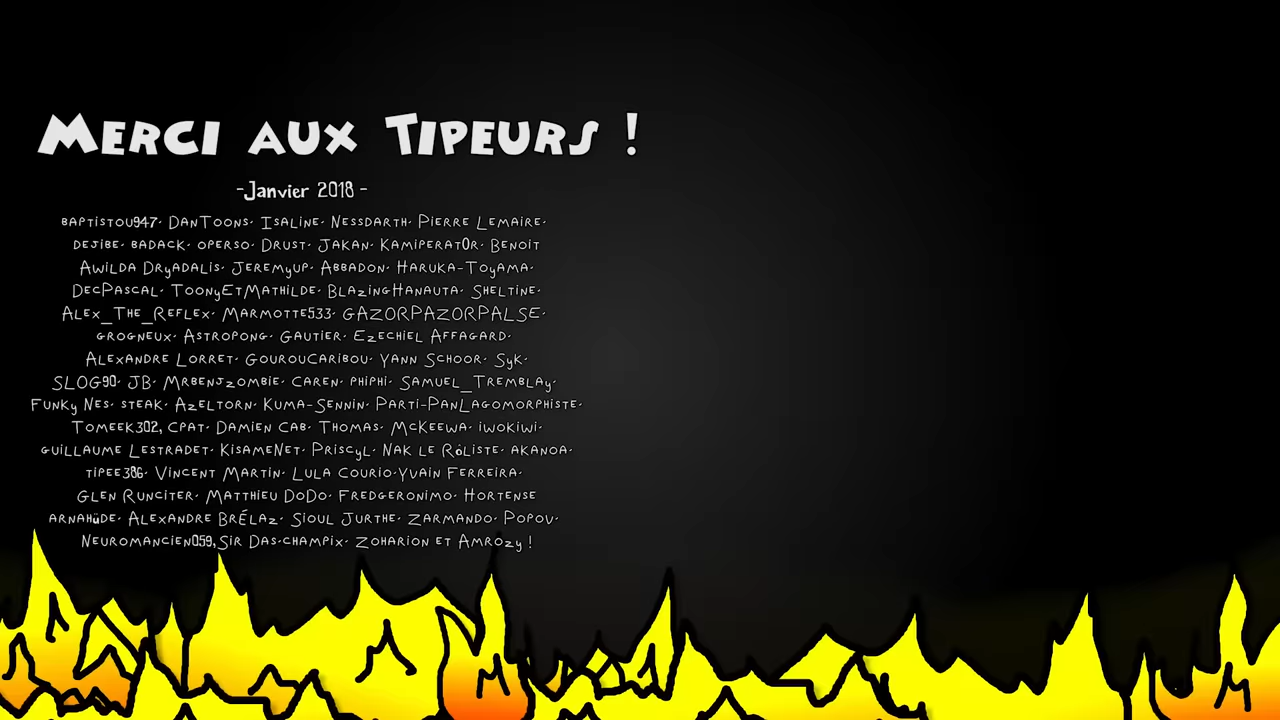 Merci aux Tipeurs !
-Janvier 2018 -
baptistou947· DanToons· Isaline· Nessdarth· Pierre Lemaire·
dejibe· badack· operso· Drust· Jakan· Kamiperat0r· Benoit
Awilda Dryadalis· Jeremyup· Abbadon· Haruka-Toyama·
DecPascal· ToonyEtMathilde· BlazingHanauta· Sheltine·
Alex_The_Reflex· Marmotte533· GAZORPAZORPALSE·
grogneux· Astropong· Gautier· Ezechiel Affagard·
Alexandre Lorret· GourouCaribou· Yann Schoor· Syk·
SLOG90· JB· Mrbenjzombie· Caren· phiphi· Samuel_Tremblay·
Funky Nes· steak· Azeltorn· Kuma-Sennin· Parti-PanLagomorphiste·
Tomeek302, cpat· Damien Cab· Thomas· McKeewa· iwokiwi·
guillaume Lestradet· KisameNet· Priscyl· Nak le Rôliste· akanoa·
tipee386· Vincent Martin· Lula Courio·Yvain Ferreira·
Glen Runciter· Matthieu DoDo· Fredgeronimo· Hortense
arnahüde· Alexandre BrÉlaz· Sioul Jurthe· Zarmando· Popov·
Neuromancien059,Sir Das·champix· Zoharion et Amrozy !